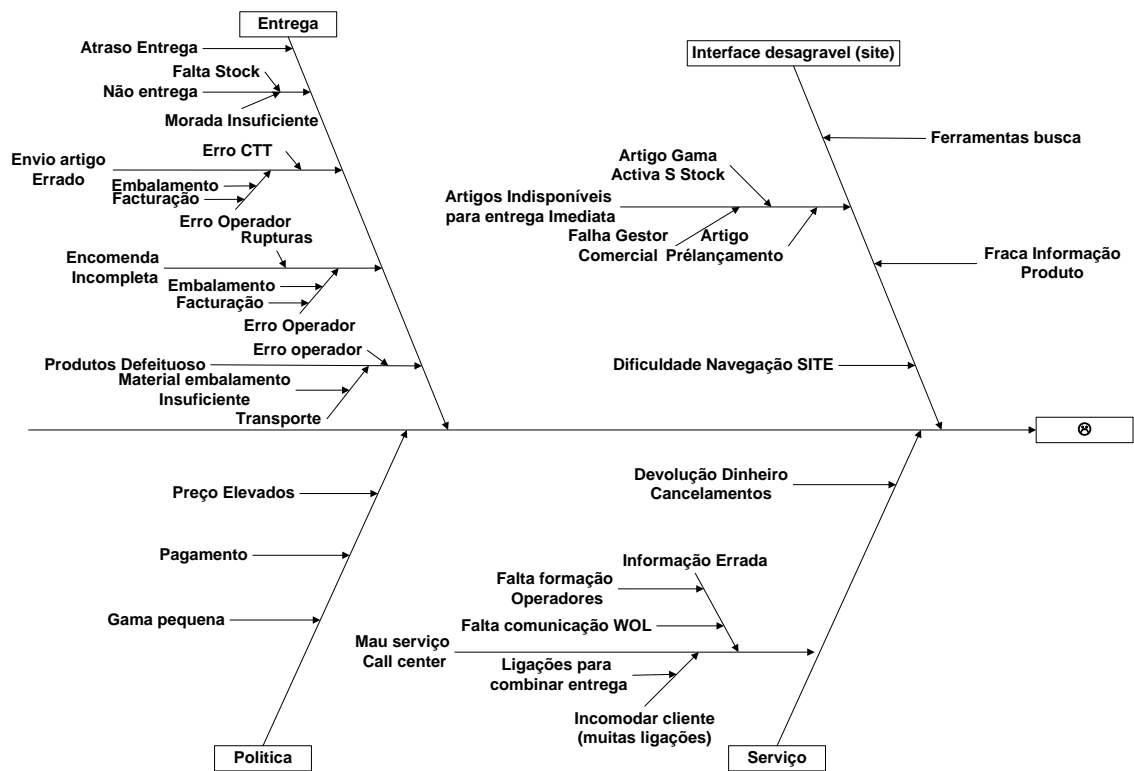 Entrega
Atraso Entrega
Falta Stock
Não entrega
Morada Insuficiente
Erro CTT
Envio artigo
Errado
Embalamento
Facturação
Erro Operador
Rupturas
Encomenda
Incompleta
Embalamento
Facturação
Erro Operador
Erro operador
Produtos Defeituoso
Material embalamento
Insuficiente
Transporte
Interface desagravel (site)
Ferramentas busca
Artigo Gama
Activa S Stock
Artigos Indisponíveis
para entrega Imediata
Falha Gestor
Comercial
Artigo
Prélançamento
Fraca Informação
Produto
Dificuldade Navegação SITE
☹
Preço Elevados
Pagamento
Gama pequena
Politica
Devolução Dinheiro
Cancelamentos
Informação Errada
Falta formação
Operadores
Falta comunicação WOL
Mau serviço
Call center
Ligações para
combinar entrega
Incomodar cliente
(muitas ligações)
Serviço